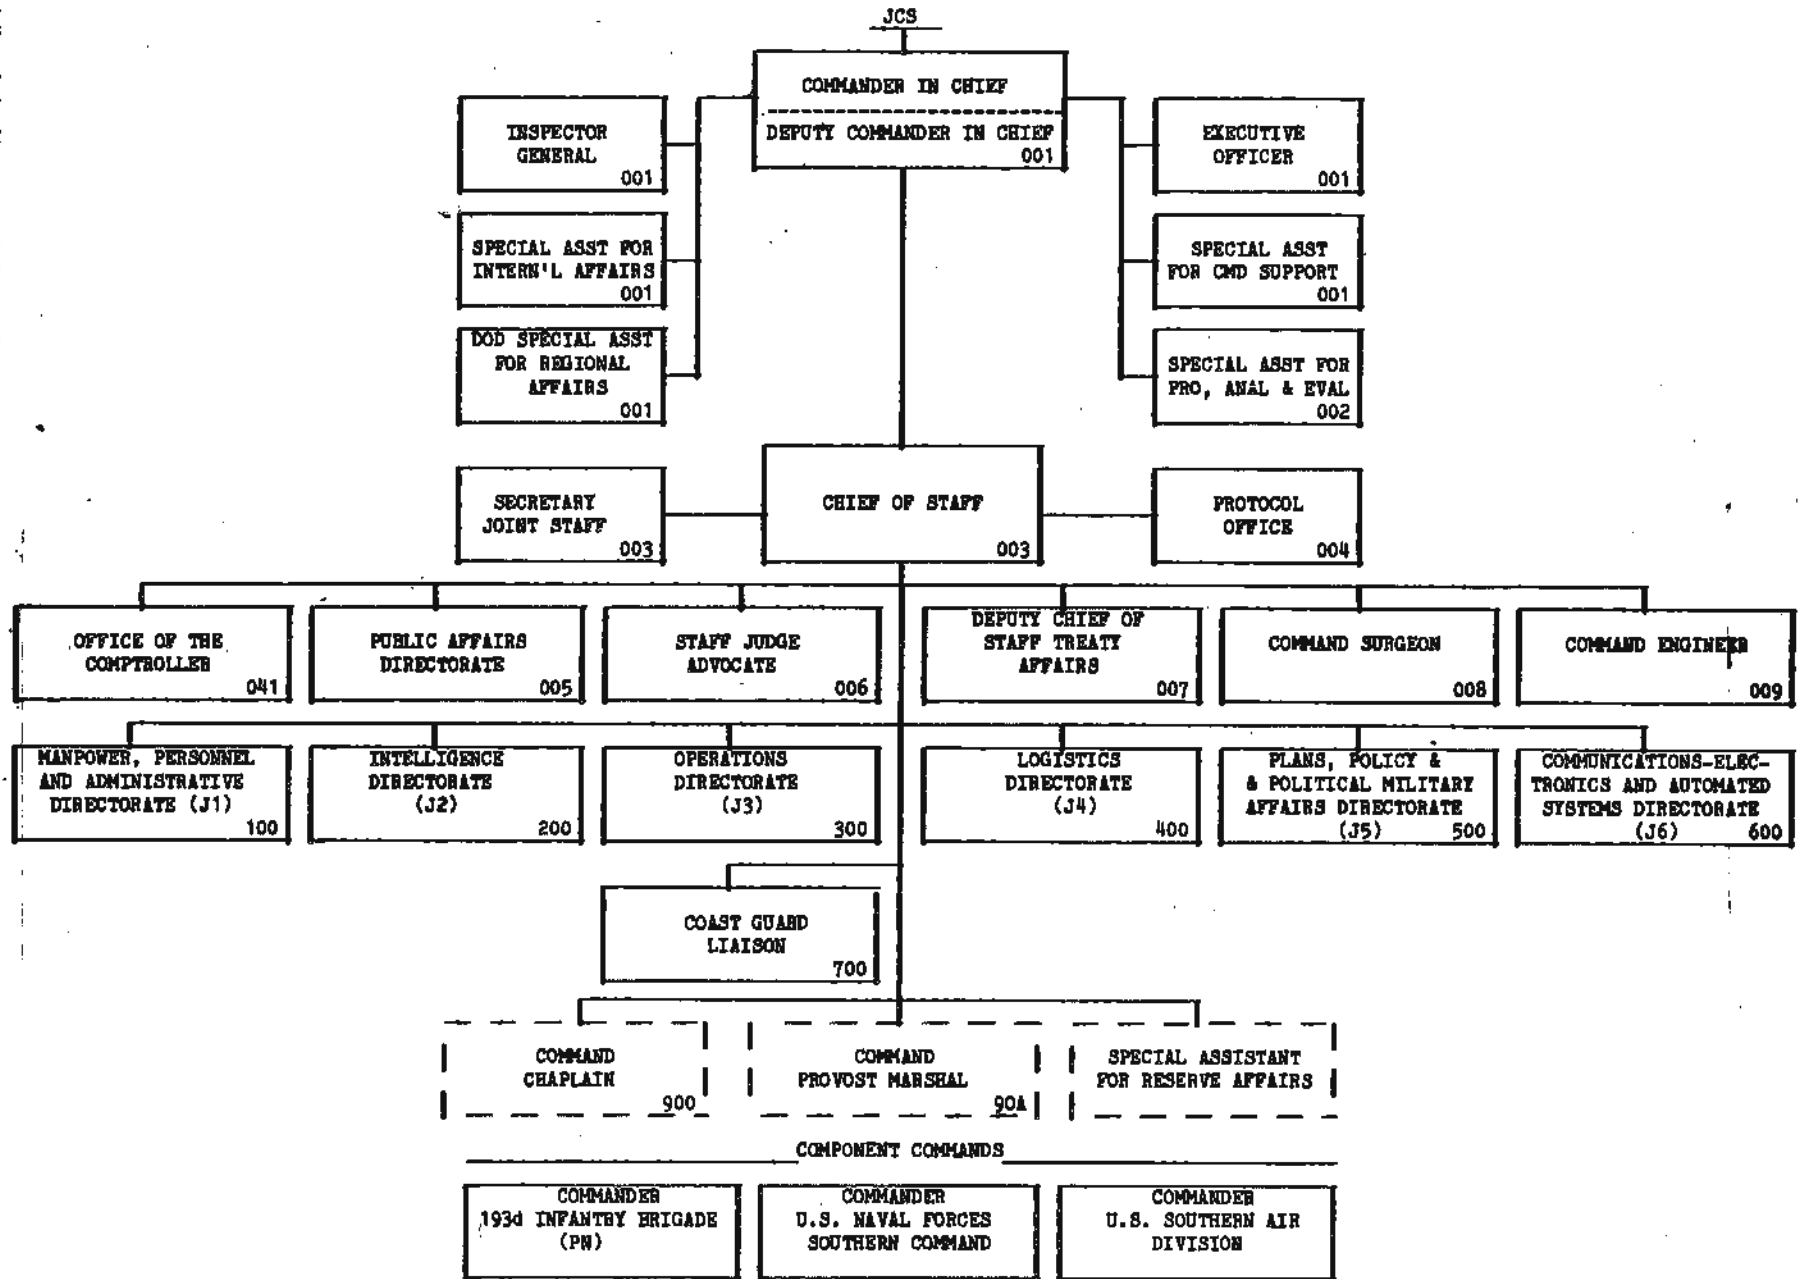 JCS
COMMANDER IN CHIEF
DEPUTY COMMANDER IN CHIEF
001
INSPECTOR
GENERAL
001
EXECUTIVE
OFFICER
001
SPECIAL ASST FOR
INTERN'L AFFAIRS
001
SPECIAL ASST
FOR CMD SUPPORT
001
DOD SPECIAL ASST
FOR REGIONAL
AFFAIRS
001
SPECIAL ASST FOR
PRO, ANAL & EVAL
002
SECRETARY
JOINT STAFF
003
CHIEF OF STAFF
003
PROTOCOL
OFFICE
004
OFFICE OF THE
COMPTROLLER
041
PUBLIC AFFAIRS
DIRECTORATE
005
STAFF JUDGE
ADVOCATE
006
DEPUTY CHIEF OF
STAFF TREATY
AFFAIRS
007
COMMAND SURGEON
008
COMMAND ENGINEER
009
MANPOWER, PERSONNEL
AND ADMINISTRATIVE
DIRECTORATE (J1)
100
INTELLIGENCE
DIRECTORATE
(J2)
200
OPERATIONS
DIRECTORATE
(J3)
300
LOGISTICS
DIRECTORATE
(J4)
400
PLANS, POLICY &
& POLITICAL MILITARY
AFFAIRS DIRECTORATE
(J5) 500
COMMUNICATIONS-ELEC-
TRONICS AND AUTOMATED
SYSTEMS DIRECTORATE
(J6) 600
COAST GUARD
LIAISON
700
COMMAND
CHAPLAIN
900
COMMAND
PROVOST MARSHAL
90A
SPECIAL ASSISTANT
FOR RESERVE AFFAIRS
COMPONENT COMMANDS
COMMANDER
193d INFANTRY BRIGADE
(PN)
COMMANDER
U.S. NAVAL FORCES
SOUTHERN COMMAND
COMMANDER
U.S. SOUTHERN AIR
DIVISION